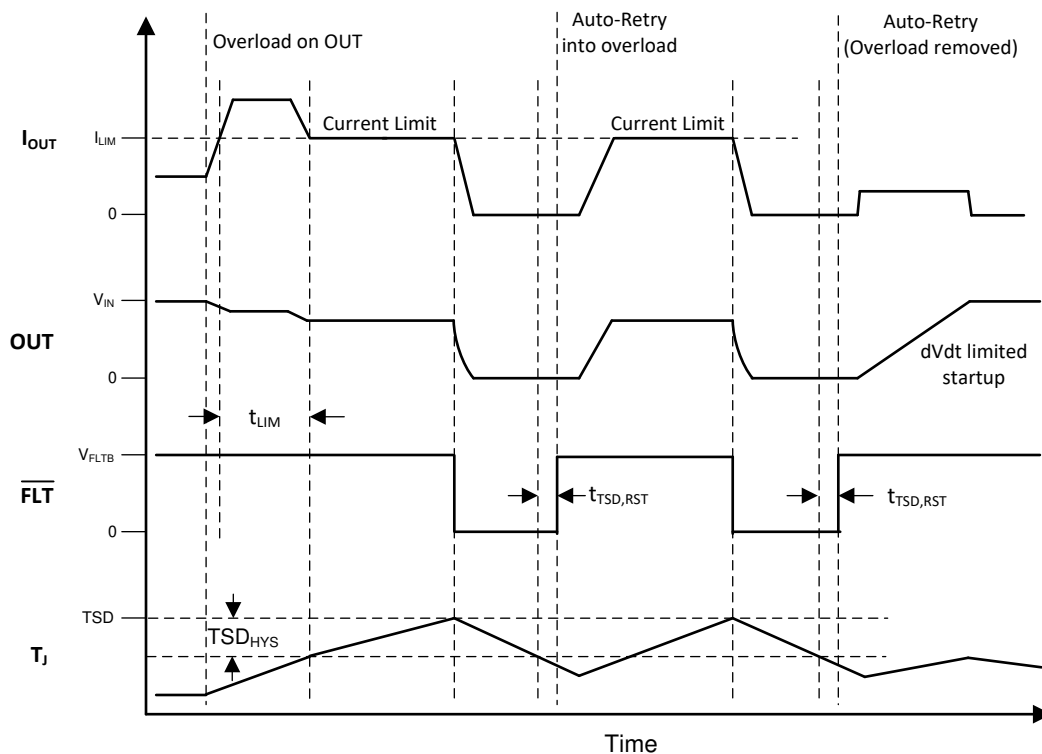 Overload on OUT
Auto-Retry
into overload
Auto-Retry
(Overload removed)
IOUT
ILIM
Current Limit
Current Limit
0
OUT
VIN
0
dVdt limited
startup
tLIM
FLT
VFLTB
tTSD,RST
tTSD,RST
0
TSD
TSDHYS
TJ
Time